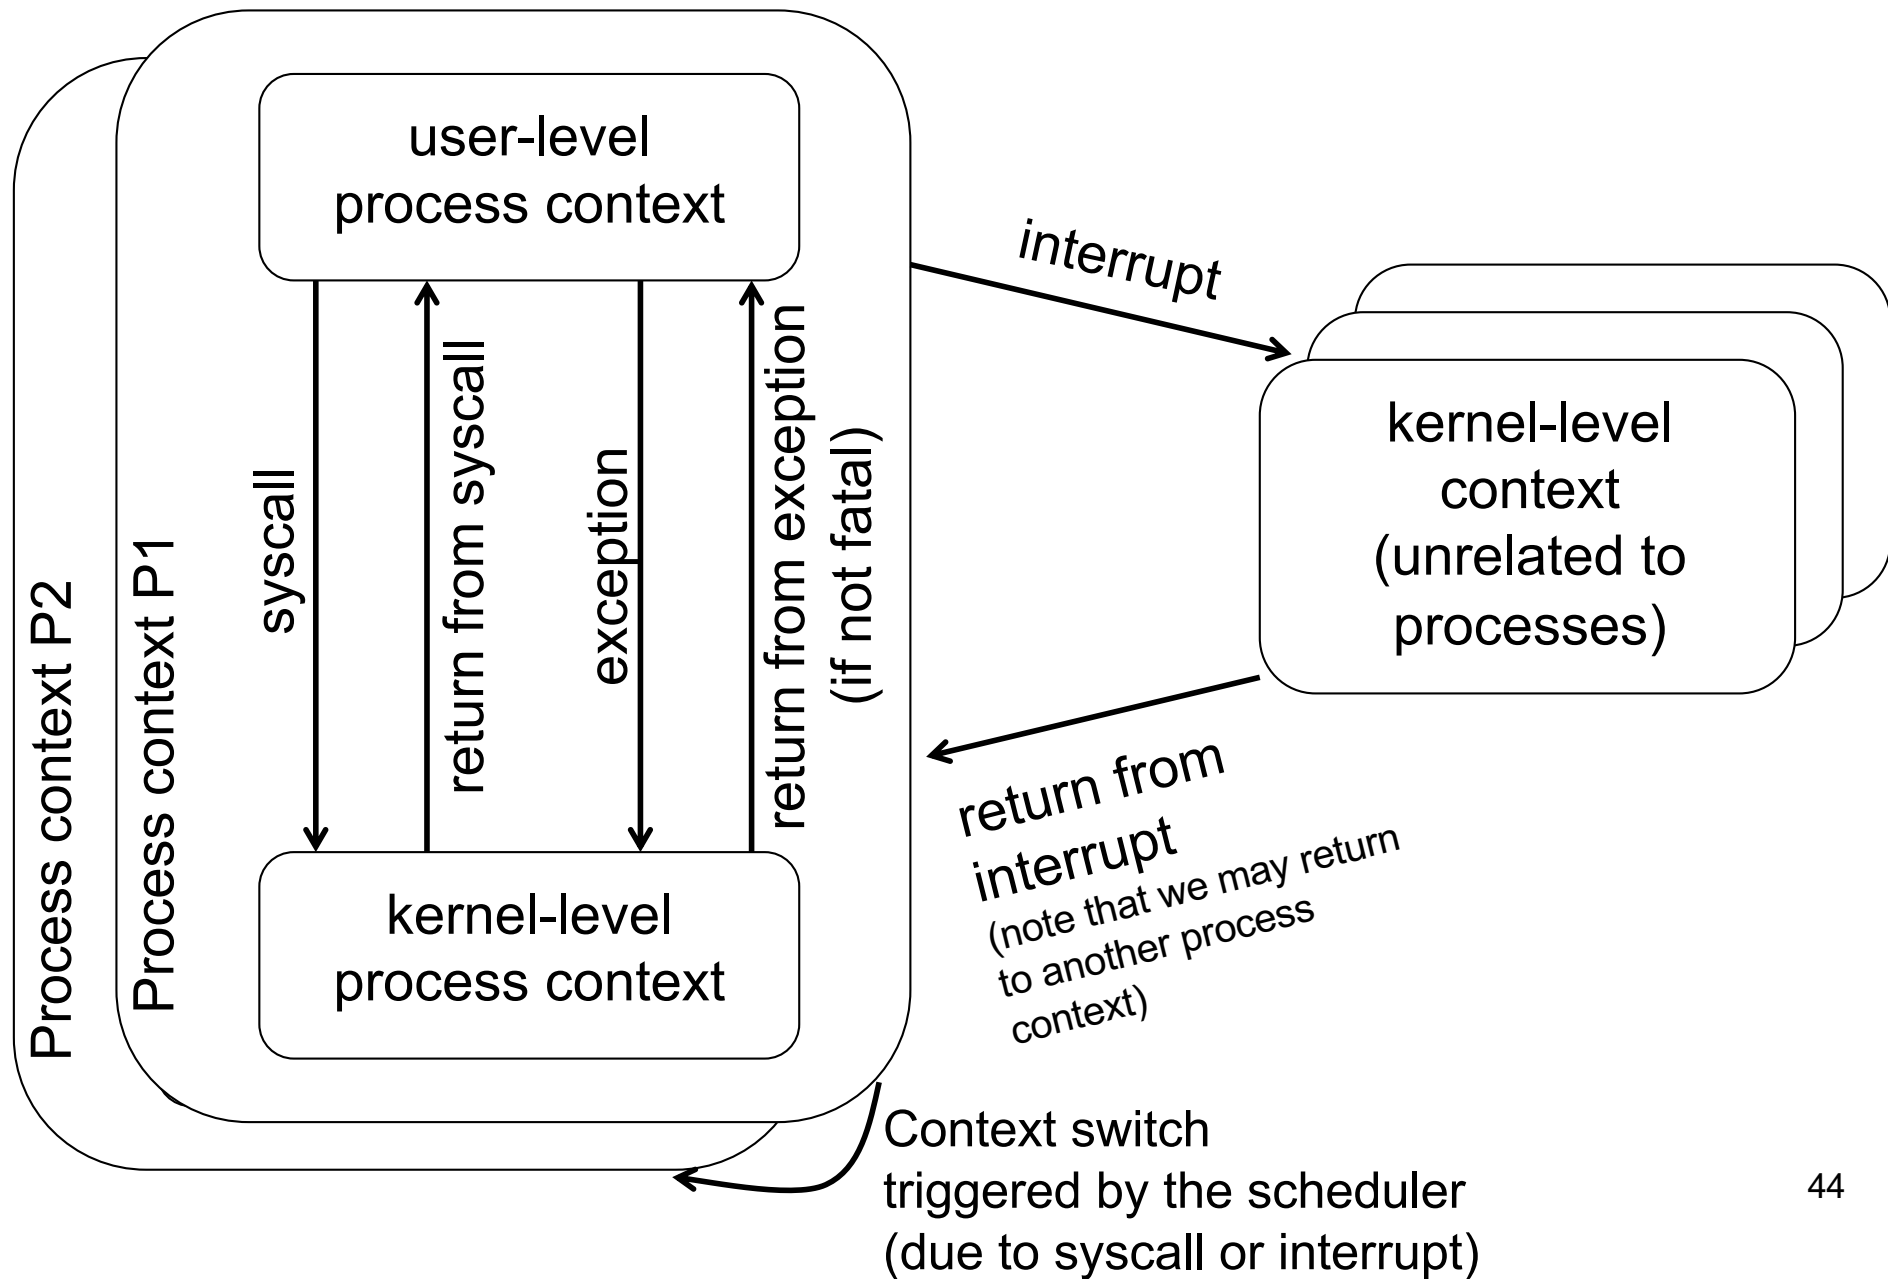 user-level
process context
syscall
return from syscall
exception
return from exception
(if not fatal)
kernel-level
process context
Process context P1
Process context P2
interrupt
kernel-level
context
(unrelated to
processes)
return from
interrupt
(note that we may return
to another process
context)
Context switch
triggered by the scheduler
(due to syscall or interrupt)
44